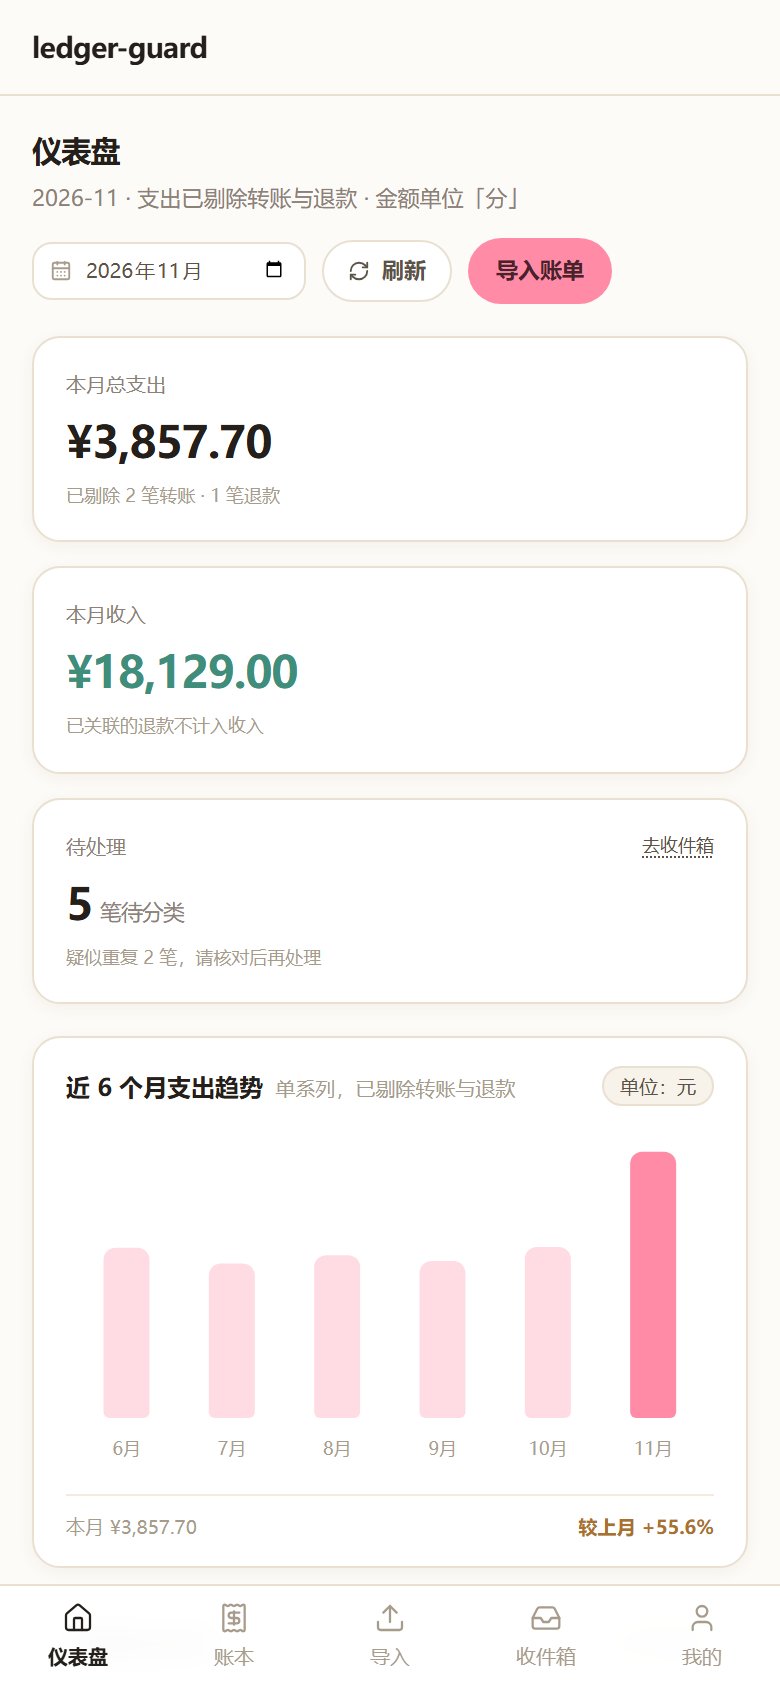 ledger-guard
仪表盘
2026-11 · 支出已剔除转账与退款 · 金额单位「分」
2026年11月
刷新
导入账单
本月总支出
¥3,857.70
已剔除 2 笔转账 · 1 笔退款
本月收入
¥18,129.00
已关联的退款不计入收入
待处理
去收件箱
5 笔待分类
疑似重复 2 笔，请核对后再处理
近 6 个月支出趋势 单系列，已剔除转账与退款
单位：元
6月 7月 8月 9月 10月 11月
本月 ¥3,857.70
较上月 +55.6%
仪表盘 账本 导入 收件箱 我的